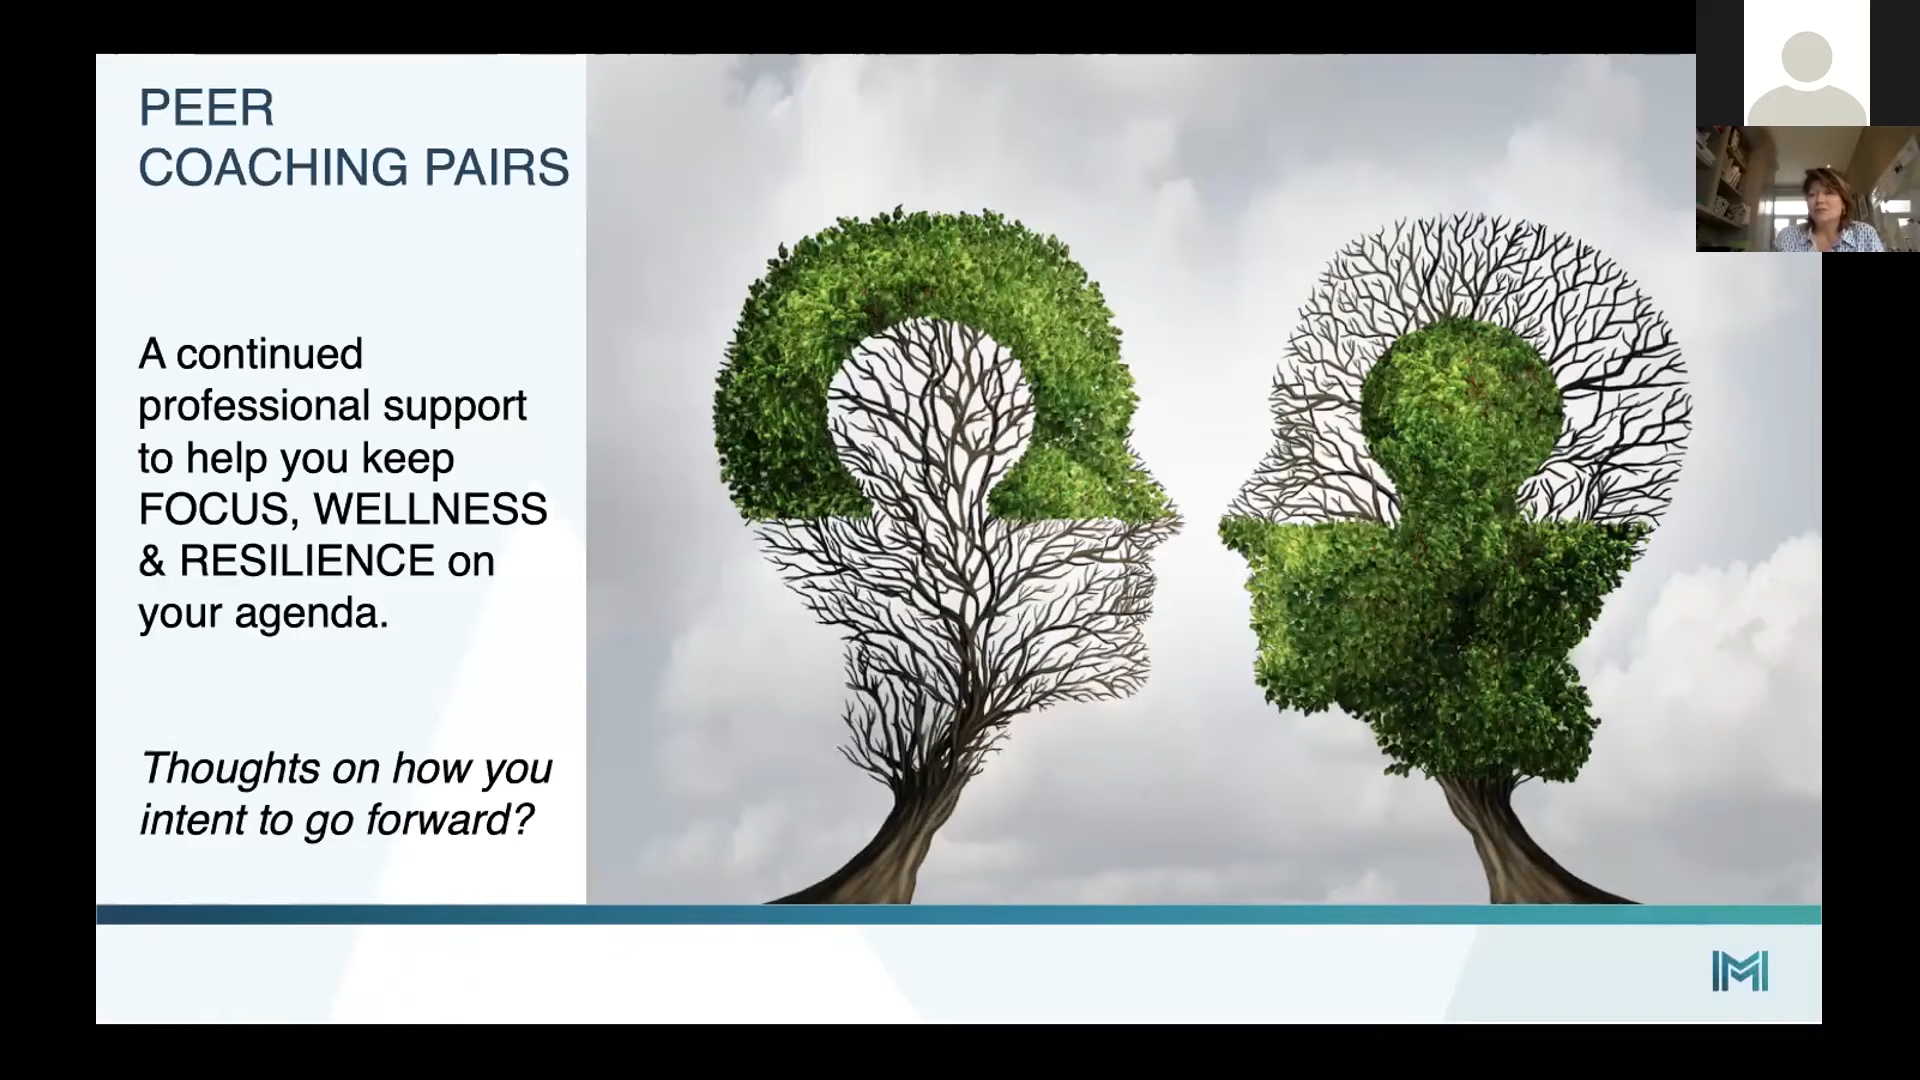 PEER
COACHING PAIRS
A continued
professional support
to help you keep
FOCUS, WELLNESS
& RESILIENCE on
your agenda.
Thoughts on how you
intent to go forward?